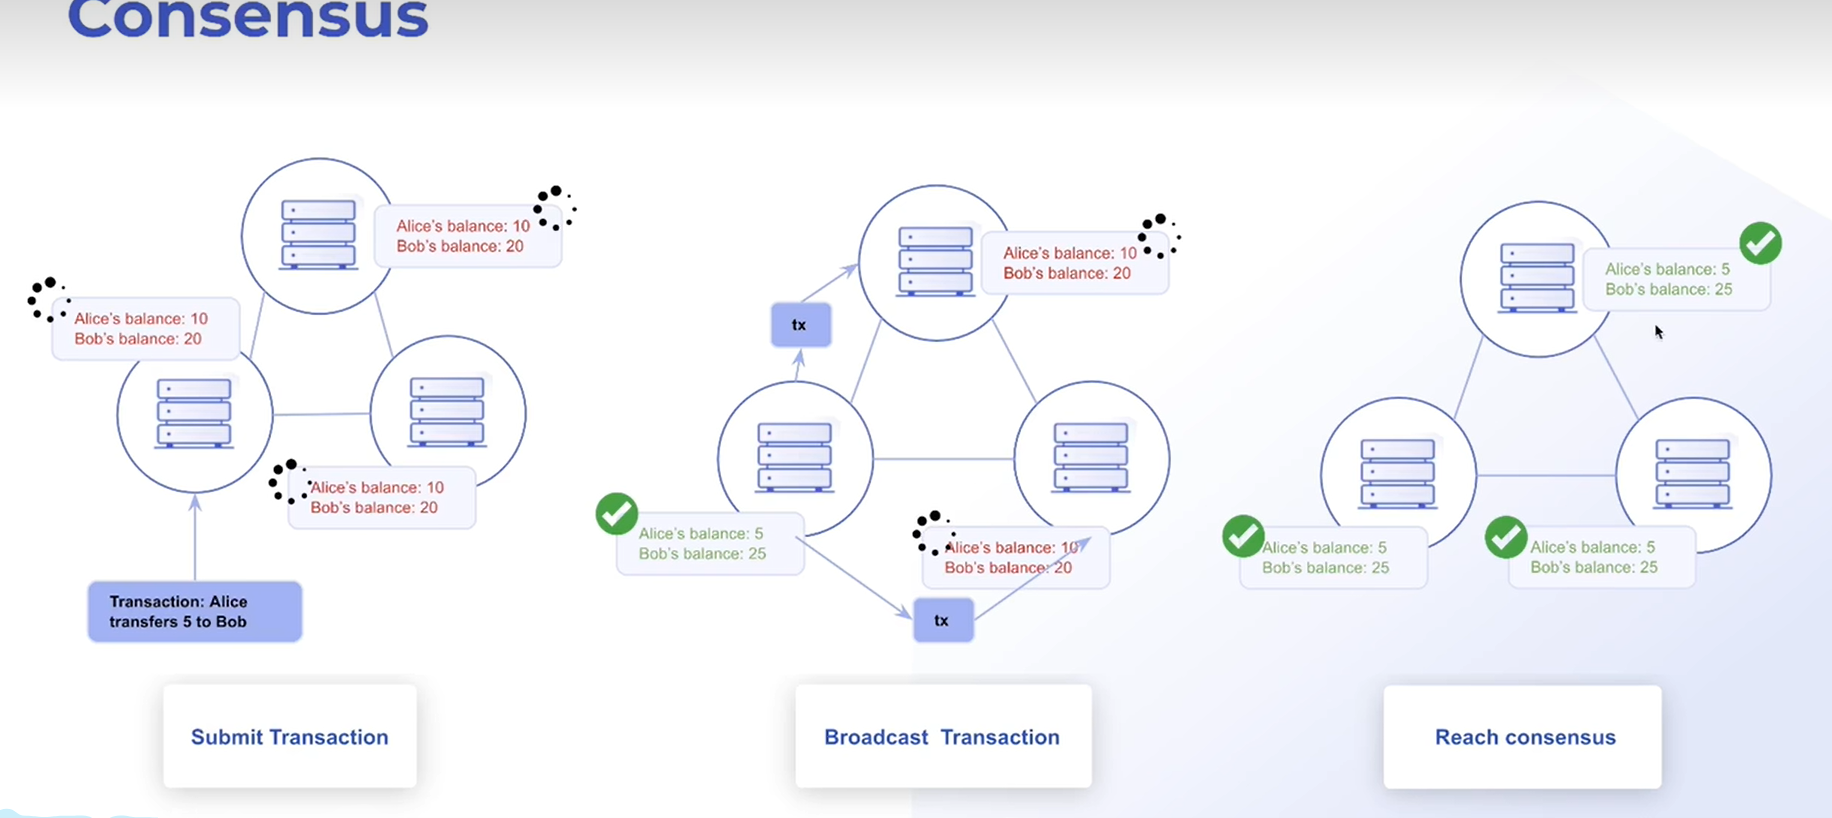 Consensus
Alice's balance: 10
Bob's balance: 20
Alice's balance: 10
Bob's balance: 20
Alice's balance: 10
Bob's balance: 20
Transaction: Alice
transfers 5 to Bob
Submit Transaction
Alice's balance: 10
Bob's balance: 20
tx
Alice's balance: 5
Bob's balance: 25
Alice's balance: 10
Bob's balance: 20
tx
Broadcast Transaction
Alice's balance: 5
Bob's balance: 25
Alice's balance: 5
Bob's balance: 25
Alice's balance: 5
Bob's balance: 25
Reach consensus